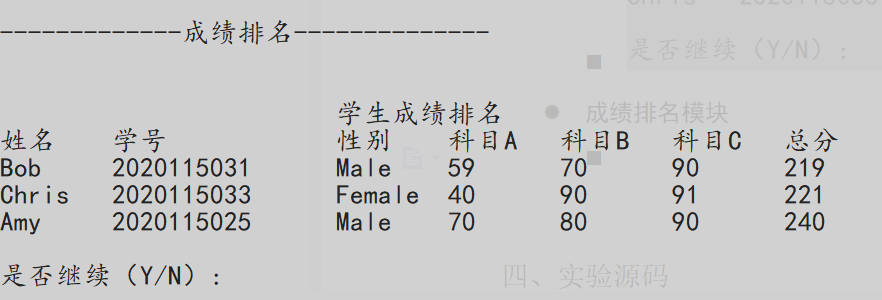 -------------成绩排名--------------
学生成绩排名
姓名 学号 性别 科目A 科目B 科目C 总分
Bob 2020115031 Male 59 70 90 219
Chris 2020115033 Female 40 90 91 221
Amy 2020115025 Male 70 80 90 240
是否继续（Y/N）：
是否继续（Y/N）：
● 成绩排名模块
四、实验源码